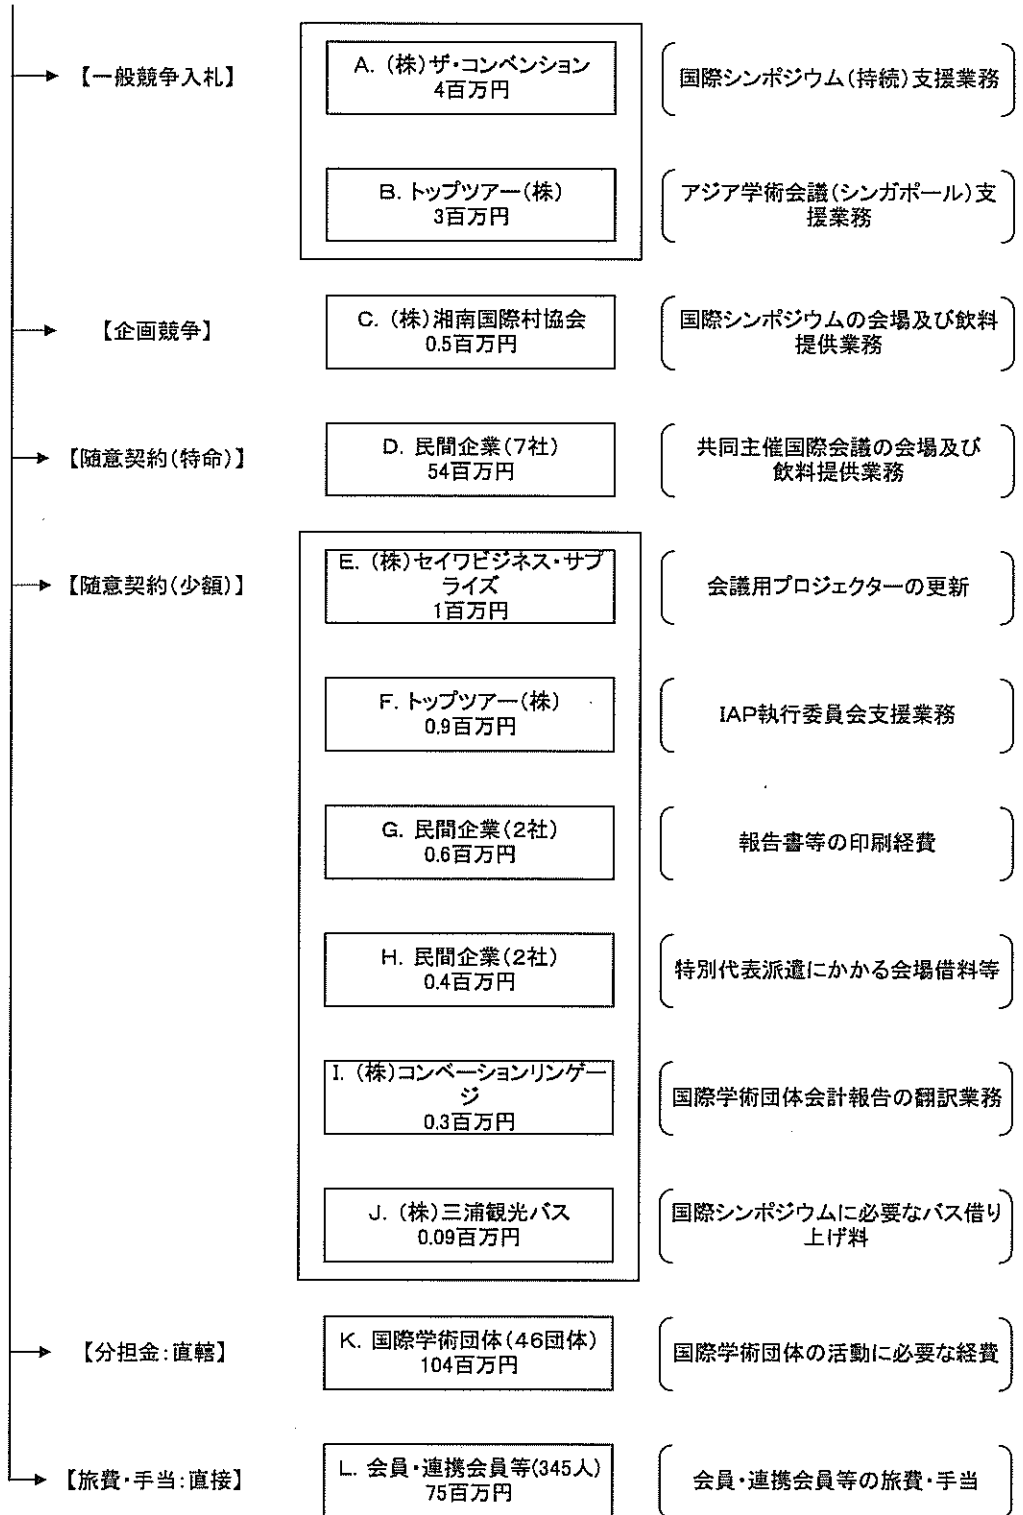 【一般競争入札】
A. (株)ザ・コンベンション
4百万円
国際シンポジウム(持続)支援業務
B. トップツアー(株)
3百万円
アジア学術会議(シンガポール)支
援業務
【企画競争】
C. (株)湘南国際村協会
0.5百万円
国際シンポジウムの会場及び飲料
提供業務
【随意契約(特命)】
D. 民間企業(7社)
54百万円
共同主催国際会議の会場及び
飲料提供業務
【随意契約(少額)】
E. (株)セイワビジネス・サプ
ライズ
1百万円
会議用プロジェクターの更新
F. トップツアー(株)
0.9百万円
IAP執行委員会支援業務
G. 民間企業(2社)
0.6百万円
報告書等の印刷経費
H. 民間企業(2社)
0.4百万円
特別代表派遣にかかる会場借料等
I. (株)コンベーションリンゲー
ジ
0.3百万円
国際学術団体会計報告の翻訳業務
J. (株)三浦観光バス
0.09百万円
国際シンポジウムに必要なバス借り
上げ料
【分担金:直轄】
K. 国際学術団体(46団体)
104百万円
国際学術団体の活動に必要な経費
【旅費・手当:直接】
L. 会員・連携会員等(345人)
75百万円
会員・連携会員等の旅費・手当